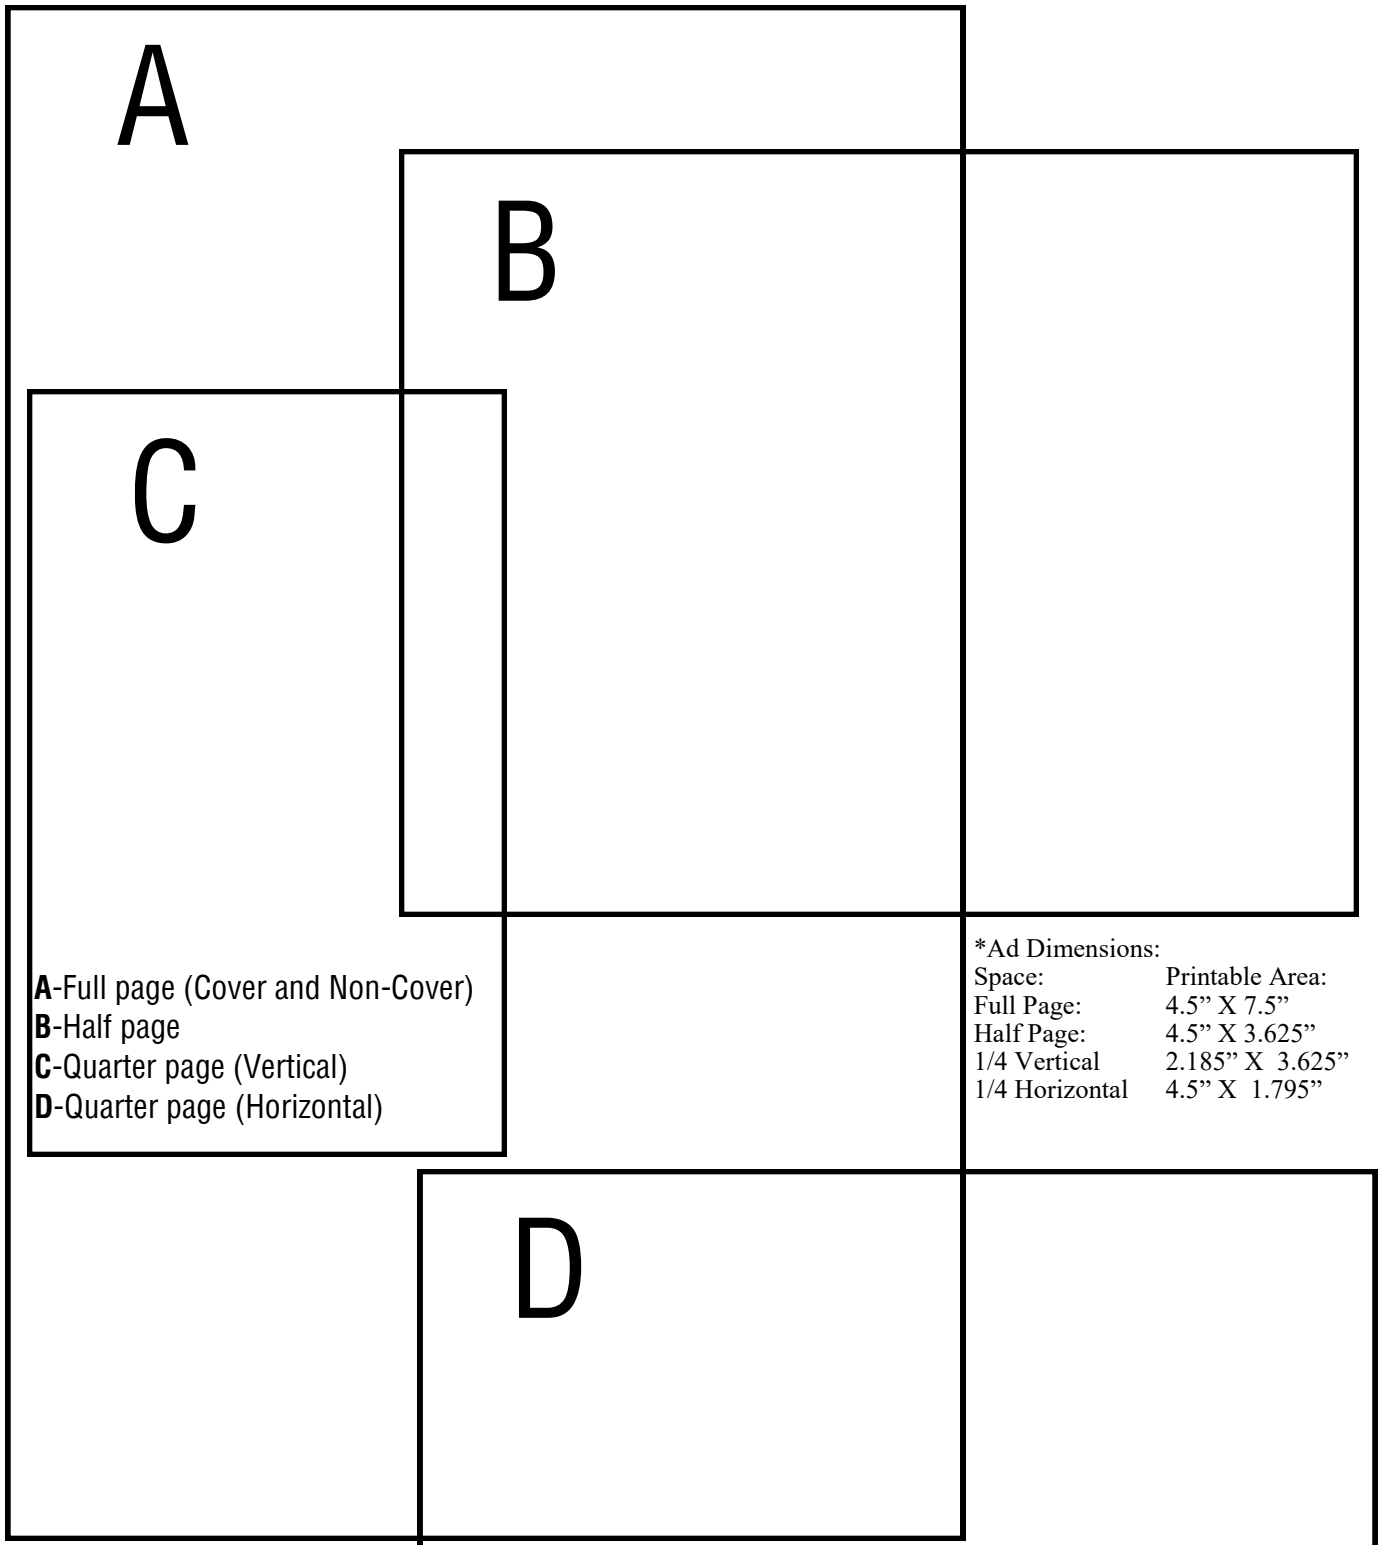 A
B
C
A-Full page (Cover and Non-Cover)
B-Half page
C-Quarter page (Vertical)
D-Quarter page (Horizontal)
*Ad Dimensions:
Space: Printable Area:
Full Page: 4.5” X 7.5”
Half Page: 4.5” X 3.625”
1/4 Vertical 2.185” X  3.625”
1/4 Horizontal 4.5” X  1.795”
D